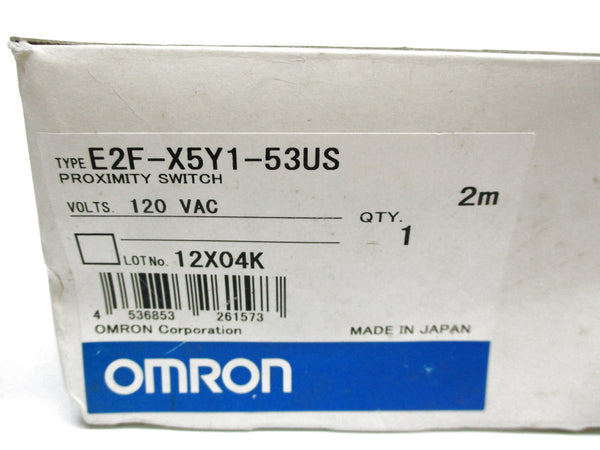 TYPE E2F-X5Y1-53US
PROXIMITY SWITCH
2m
VOLTS. 120 VAC
QTY.
1
LOT No. 12X04K
4 536853 261573
OMRON Corporation
MADE IN JAPAN
OMRON